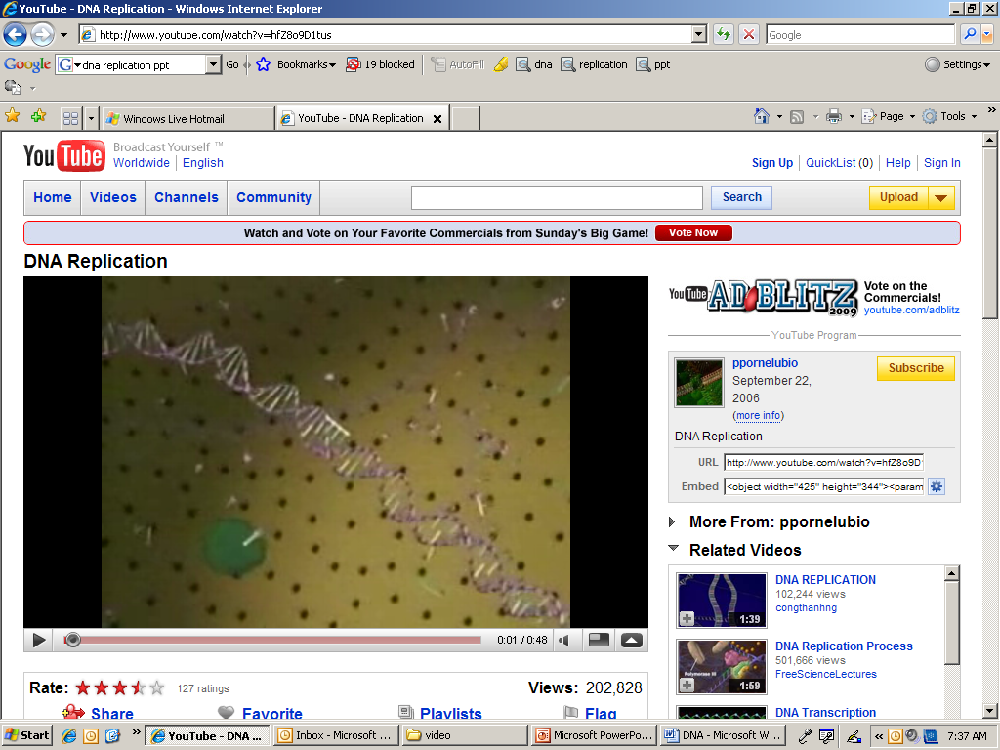 YouTube - DNA Replication - Windows Internet Explorer
http://www.youtube.com/watch?v=hfZ8o9D1tus
Google
Google
G dna replication ppt
Go
Bookmarks
19 blocked
AutoFill
dna
replication
ppt
Settings
Windows Live Hotmail
YouTube - DNA Replication
Page
Tools
YouTube
Broadcast Yourself ™
Worldwide
English
Sign Up
QuickList (0)
Help
Sign In
Home
Videos
Channels
Community
Search
Upload
Watch and Vote on Your Favorite Commercials from Sunday's Big Game!
Vote Now
DNA Replication
YouTube ADBLITZ 2009
Vote on the
Commercials!
youtube.com/adblitz
YouTube Program
ppornelubio
September 22,
2006
(more info)
Subscribe
DNA Replication
URL
http://www.youtube.com/watch?v=hfZ8o9D
Embed
<object width="425" height="344"><param
More From: ppornelubio
Related Videos
DNA REPLICATION
102,244 views
congthanhng
1:39
DNA Replication Process
501,666 views
FreeScienceLectures
Polymerase III
1:59
DNA Transcription
0:01 / 0:48
Rate:
127 ratings
Views: 202,828
Share
Favorite
Playlists
Flag
Start
YouTube - DNA ...
Inbox - Microsoft ...
video
Microsoft PowerPo...
DNA - Microsoft W...
7:37 AM